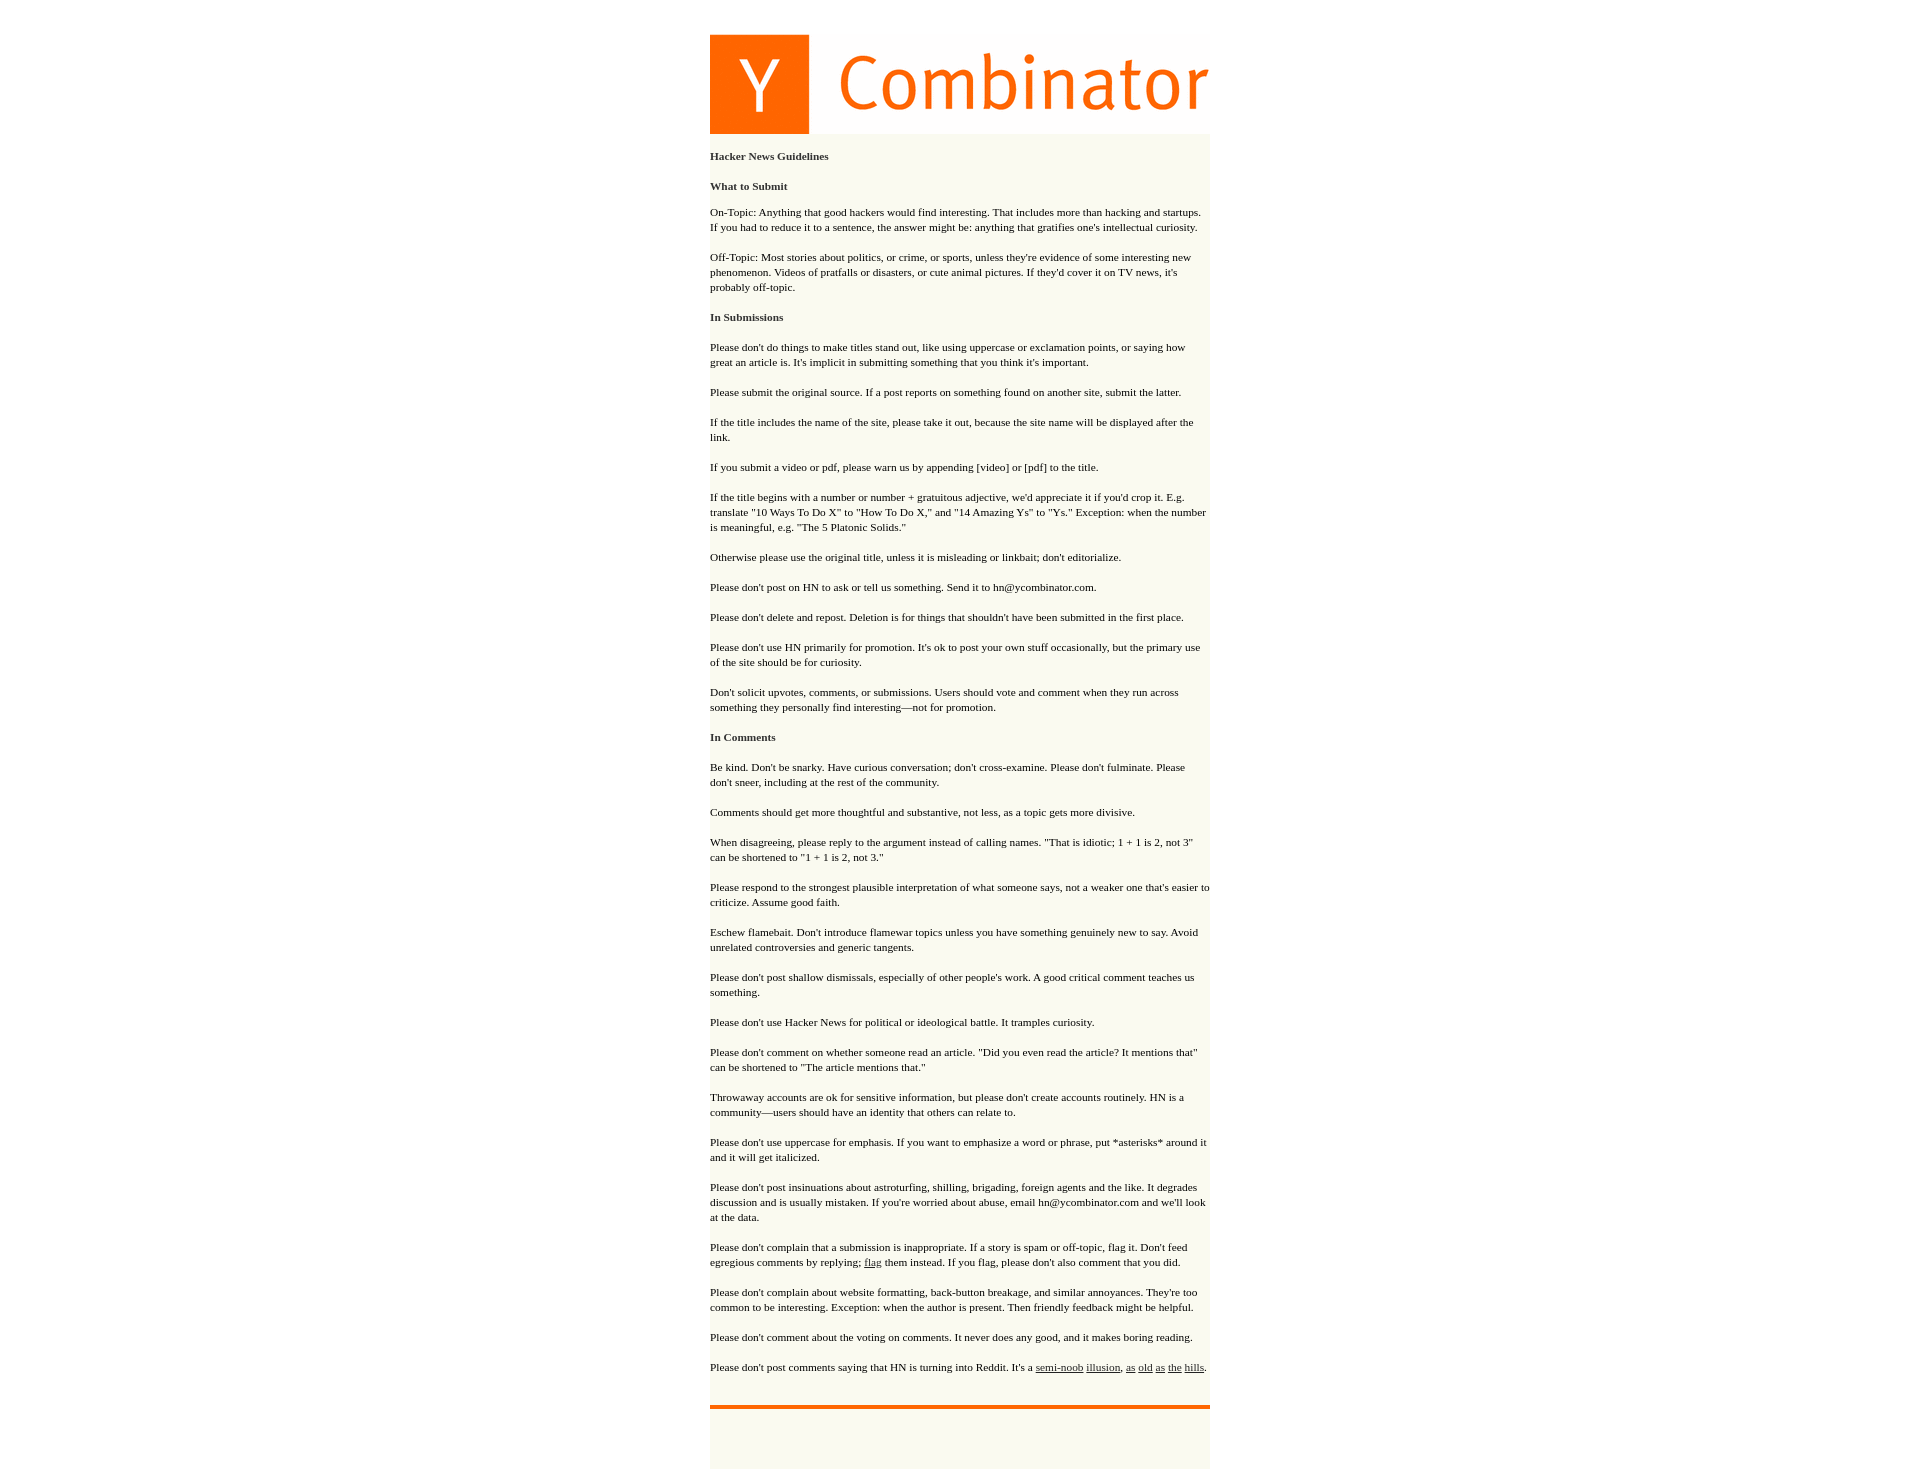 Y Combinator
Hacker News Guidelines
What to Submit
On-Topic: Anything that good hackers would find interesting. That includes more than hacking and startups.
If you had to reduce it to a sentence, the answer might be: anything that gratifies one's intellectual curiosity.
Off-Topic: Most stories about politics, or crime, or sports, unless they're evidence of some interesting new
phenomenon. Videos of pratfalls or disasters, or cute animal pictures. If they'd cover it on TV news, it's
probably off-topic.
In Submissions
Please don't do things to make titles stand out, like using uppercase or exclamation points, or saying how
great an article is. It's implicit in submitting something that you think it's important.
Please submit the original source. If a post reports on something found on another site, submit the latter.
If the title includes the name of the site, please take it out, because the site name will be displayed after the
link.
If you submit a video or pdf, please warn us by appending [video] or [pdf] to the title.
If the title begins with a number or number + gratuitous adjective, we'd appreciate it if you'd crop it. E.g.
translate "10 Ways To Do X" to "How To Do X," and "14 Amazing Ys" to "Ys." Exception: when the number
is meaningful, e.g. "The 5 Platonic Solids."
Otherwise please use the original title, unless it is misleading or linkbait; don't editorialize.
Please don't post on HN to ask or tell us something. Send it to hn@ycombinator.com.
Please don't delete and repost. Deletion is for things that shouldn't have been submitted in the first place.
Please don't use HN primarily for promotion. It's ok to post your own stuff occasionally, but the primary use
of the site should be for curiosity.
Don't solicit upvotes, comments, or submissions. Users should vote and comment when they run across
something they personally find interesting—not for promotion.
In Comments
Be kind. Don't be snarky. Have curious conversation; don't cross-examine. Please don't fulminate. Please
don't sneer, including at the rest of the community.
Comments should get more thoughtful and substantive, not less, as a topic gets more divisive.
When disagreeing, please reply to the argument instead of calling names. "That is idiotic; 1 + 1 is 2, not 3"
can be shortened to "1 + 1 is 2, not 3."
Please respond to the strongest plausible interpretation of what someone says, not a weaker one that's easier to
criticize. Assume good faith.
Eschew flamebait. Don't introduce flamewar topics unless you have something genuinely new to say. Avoid
unrelated controversies and generic tangents.
Please don't post shallow dismissals, especially of other people's work. A good critical comment teaches us
something.
Please don't use Hacker News for political or ideological battle. It tramples curiosity.
Please don't comment on whether someone read an article. "Did you even read the article? It mentions that"
can be shortened to "The article mentions that."
Throwaway accounts are ok for sensitive information, but please don't create accounts routinely. HN is a
community—users should have an identity that others can relate to.
Please don't use uppercase for emphasis. If you want to emphasize a word or phrase, put *asterisks* around it
and it will get italicized.
Please don't post insinuations about astroturfing, shilling, brigading, foreign agents and the like. It degrades
discussion and is usually mistaken. If you're worried about abuse, email hn@ycombinator.com and we'll look
at the data.
Please don't complain that a submission is inappropriate. If a story is spam or off-topic, flag it. Don't feed
egregious comments by replying; flag them instead. If you flag, please don't also comment that you did.
Please don't complain about website formatting, back-button breakage, and similar annoyances. They're too
common to be interesting. Exception: when the author is present. Then friendly feedback might be helpful.
Please don't comment about the voting on comments. It never does any good, and it makes boring reading.
Please don't post comments saying that HN is turning into Reddit. It's a semi-noob illusion, as old as the hills.